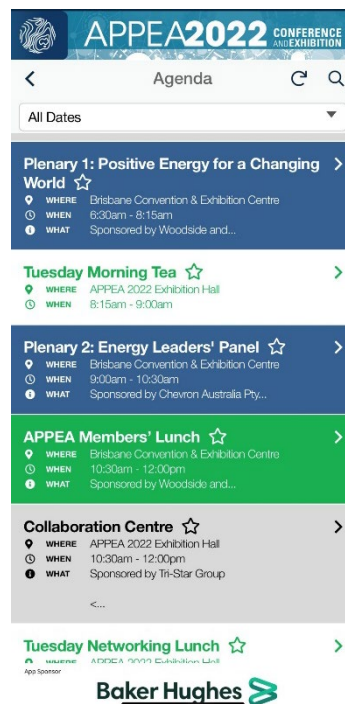 APPEA2022 CONFERENCE
AND EXHIBITION
Agenda
All Dates
Plenary 1: Positive Energy for a Changing
World
WHERE Brisbane Convention & Exhibition Centre
WHEN 6:30am - 8:15am
WHAT Sponsored by Woodside and...
Tuesday Morning Tea
WHERE APPEA 2022 Exhibition Hall
WHEN 8:15am - 9:00am
Plenary 2: Energy Leaders' Panel
WHERE Brisbane Convention & Exhibition Centre
WHEN 9:00am - 10:30am
WHAT Sponsored by Chevron Australia Pty...
APPEA Members' Lunch
WHERE Brisbane Convention & Exhibition Centre
WHEN 10:30am - 12:00pm
WHAT Sponsored by Woodside and...
Collaboration Centre
WHERE APPEA 2022 Exhibition Hall
WHEN 10:30am - 12:00pm
WHAT Sponsored by Tri-Star Group
<...
Tuesday Networking Lunch
WHERE APPEA 2022 Exhibition Hall
App Sponsor
Baker Hughes